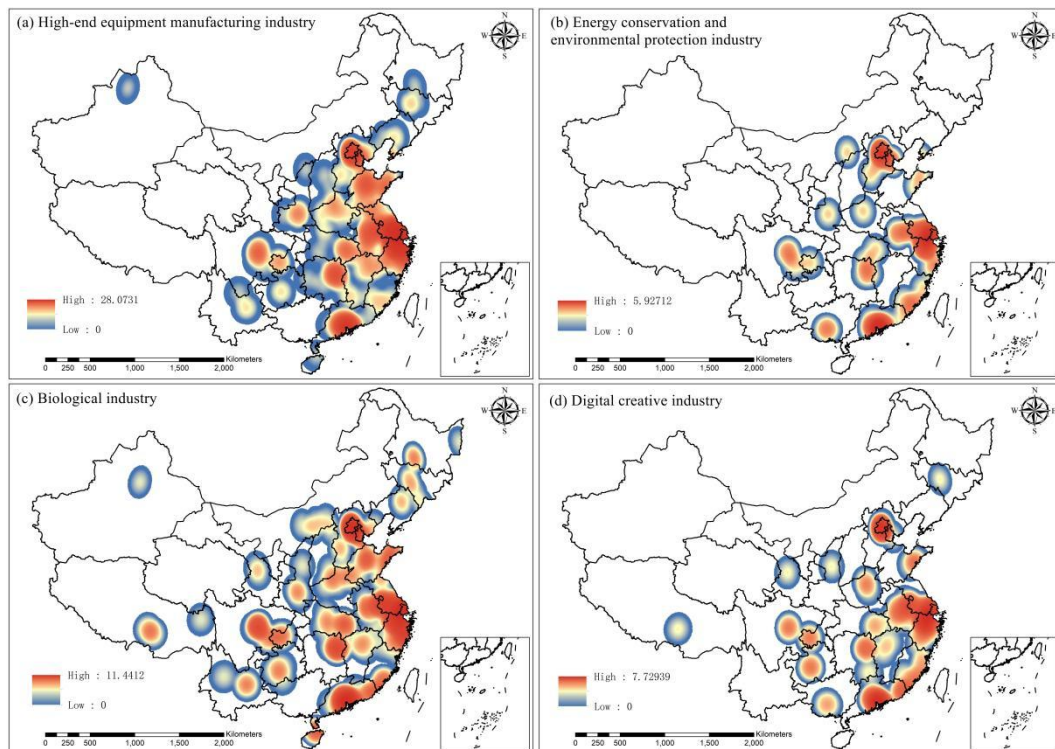 (a) High-end equipment manufacturing industry
N
W E
S
High : 28.0731
Low : 0
Kilometers
0 250 500 1,000 1,500 2,000
(b) Energy conservation and
environmental protection industry
N
W E
S
High : 5.92712
Low : 0
Kilometers
0 250 500 1,000 1,500 2,000
(c) Biological industry
N
W E
S
High : 11.4412
Low : 0
Kilometers
0 250 500 1,000 1,500 2,000
(d) Digital creative industry
N
W E
S
High : 7.72939
Low : 0
Kilometers
0 250 500 1,000 1,500 2,000